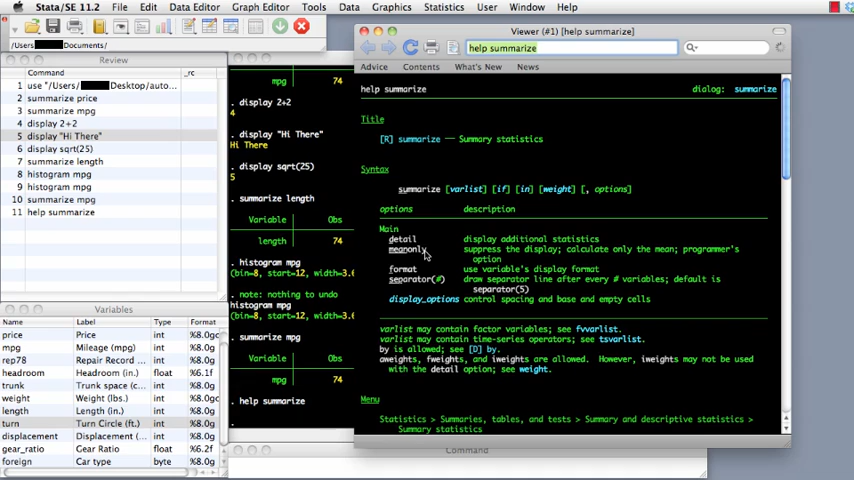 Stata/SE 11.2 File Edit Data Editor Graph Editor Tools Data Graphics Statistics User Window Help
/Users Documents/
Review
Command _rc
1 use "/Users/ Desktop/auto...
2 summarize price
3 summarize mpg
4 display 2+2
5 display "Hi There"
6 display sqrt(25)
7 summarize length
8 histogram mpg
9 histogram mpg
10 summarize mpg
11 help summarize
Variables
Name Label Type Format
price Price int %8.0gc
mpg Mileage (mpg) int %8.0g
rep78 Repair Record ... int %8.0g
headroom Headroom (in.) float %6.1f
trunk Trunk space (c... int %8.0g
weight Weight (lbs.) int %8.0gc
length Length (in.) int %8.0g
turn Turn Circle (ft.) int %8.0g
displacement Displacement (... int %8.0g
gear_ratio Gear Ratio float %6.2f
foreign Car type byte %8.0g
mpg 74
. display 2+2
4
. display "Hi There"
Hi There
. display sqrt(25)
5
. summarize length
Variable Obs
length 74
. histogram mpg
(bin=8, start=12, width=3.6
. note: nothing to undo
histogram mpg
(bin=8, start=12, width=3.6
. summarize mpg
Variable Obs
mpg 74
. help summarize
Command
Viewer (#1) [help summarize]
help summarize
Advice Contents What's New News
help summarize dialog: summarize
Title
[R] summarize — Summary statistics
Syntax
summarize [varlist] [if] [in] [weight] [, options]
options description
Main
detail display additional statistics
meanonly suppress the display; calculate only the mean; programmer's
option
format use variable's display format
separator(#) draw separator line after every # variables; default is
separator(5)
display_options control spacing and base and empty cells
varlist may contain factor variables; see fvvarlist.
varlist may contain time-series operators; see tsvarlist.
by is allowed; see [D] by.
aweights, fweights, and iweights are allowed. However, iweights may not be used
with the detail option; see weight.
Menu
Statistics > Summaries, tables, and tests > Summary and descriptive statistics >
Summary statistics